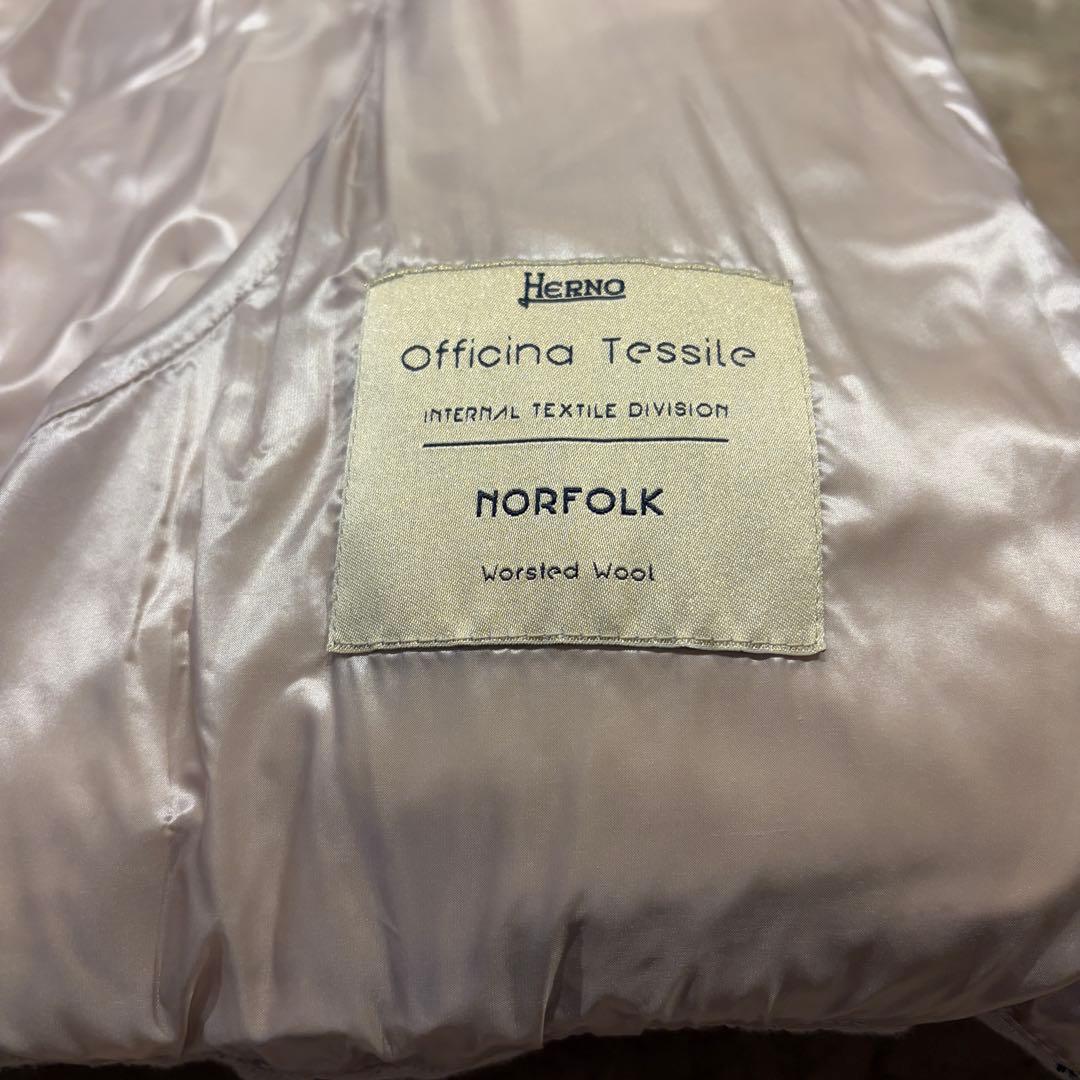 HERNO
Officina Tessile
INTERNAL TEXTILE DIVISION
NORFOLK
Worsted Wool